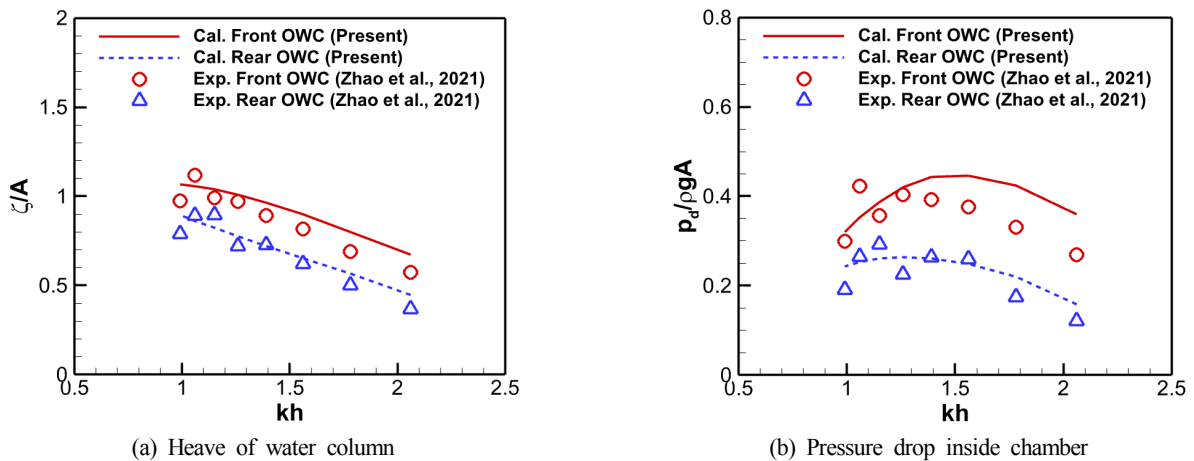 2
1.5
1
0.5
0
ζ/A
Cal. Front OWC (Present)
Cal. Rear OWC (Present)
Exp. Front OWC (Zhao et al., 2021)
Exp. Rear OWC (Zhao et al., 2021)
0.5 1 1.5 2 2.5
kh
(a) Heave of water column
0.8
0.6
0.4
0.2
0
p_d/ρgA
Cal. Front OWC (Present)
Cal. Rear OWC (Present)
Exp. Front OWC (Zhao et al., 2021)
Exp. Rear OWC (Zhao et al., 2021)
0.5 1 1.5 2 2.5
kh
(b) Pressure drop inside chamber